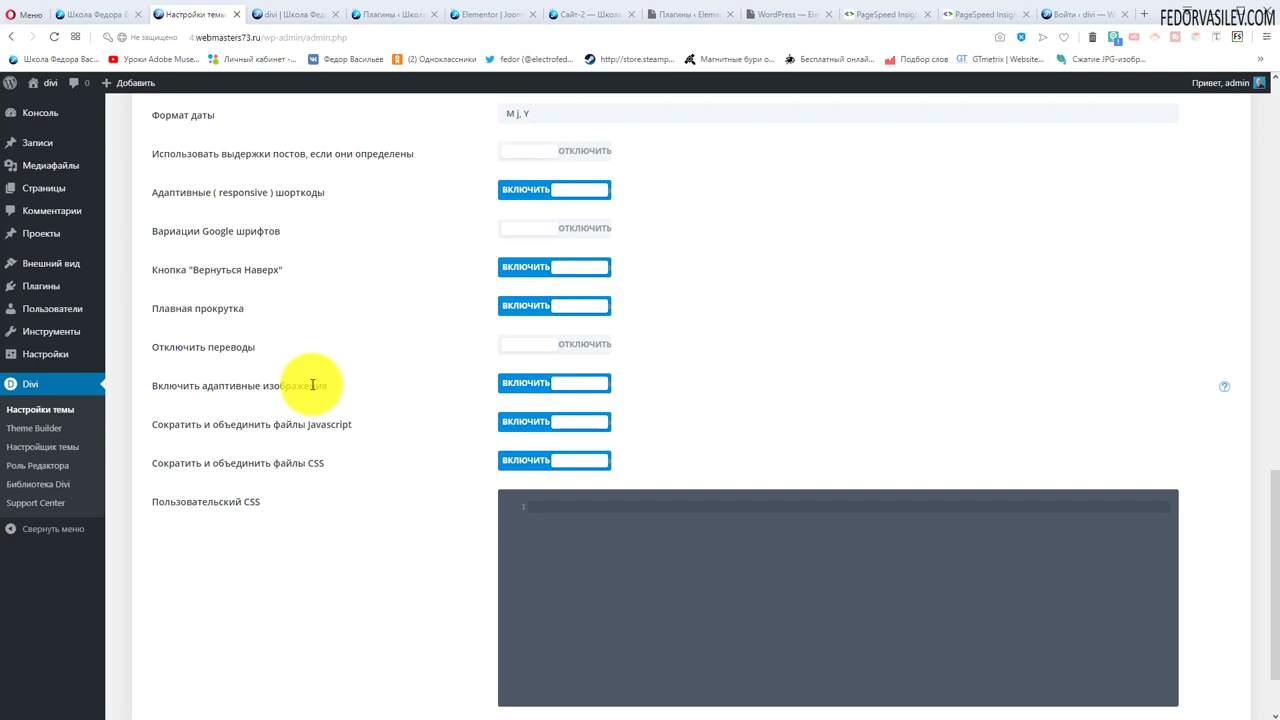 FEDORVASILEV.COM
Меню
Школа Федора В
Настройки темы
divi | Школа Федор
Плагины ‹ Школа
Elementor | Joom
Сайт-2 — Школа
Плагины ‹ Eleme
WordPress — Ele
PageSpeed Insigh
PageSpeed Insigh
Войти ‹ divi — W
Не защищено
4.webmasters73.ru/wp-admin/admin.php
Школа Федора Вас...
Уроки Adobe Muse...
Личный кабинет -...
Федор Васильев
(2) Одноклассники
fedor (@electrofed...
http://store.steamp...
Магнитные бури о...
Бесплатный онлай...
Подбор слов
GT
GTmetrix | Website...
Сжатие JPG-изобр...
divi
0
Добавить
Привет, admin
Консоль
Записи
Медиафайлы
Страницы
Комментарии
Проекты
Внешний вид
Плагины
Пользователи
Инструменты
Настройки
Divi
Настройки темы
Theme Builder
Настройщик темы
Роль Редактора
Библиотека Divi
Support Center
Свернуть меню
Формат даты
M j, Y
Использовать выдержки постов, если они определены
ОТКЛЮЧИТЬ
Адаптивные ( responsive ) шорткоды
ВКЛЮЧИТЬ
Вариации Google шрифтов
ОТКЛЮЧИТЬ
Кнопка "Вернуться Наверх"
ВКЛЮЧИТЬ
Плавная прокрутка
ВКЛЮЧИТЬ
Отключить переводы
ОТКЛЮЧИТЬ
Включить адаптивные изображения
ВКЛЮЧИТЬ
Сократить и объединить файлы Javascript
ВКЛЮЧИТЬ
Сократить и объединить файлы CSS
ВКЛЮЧИТЬ
Пользовательский CSS
1